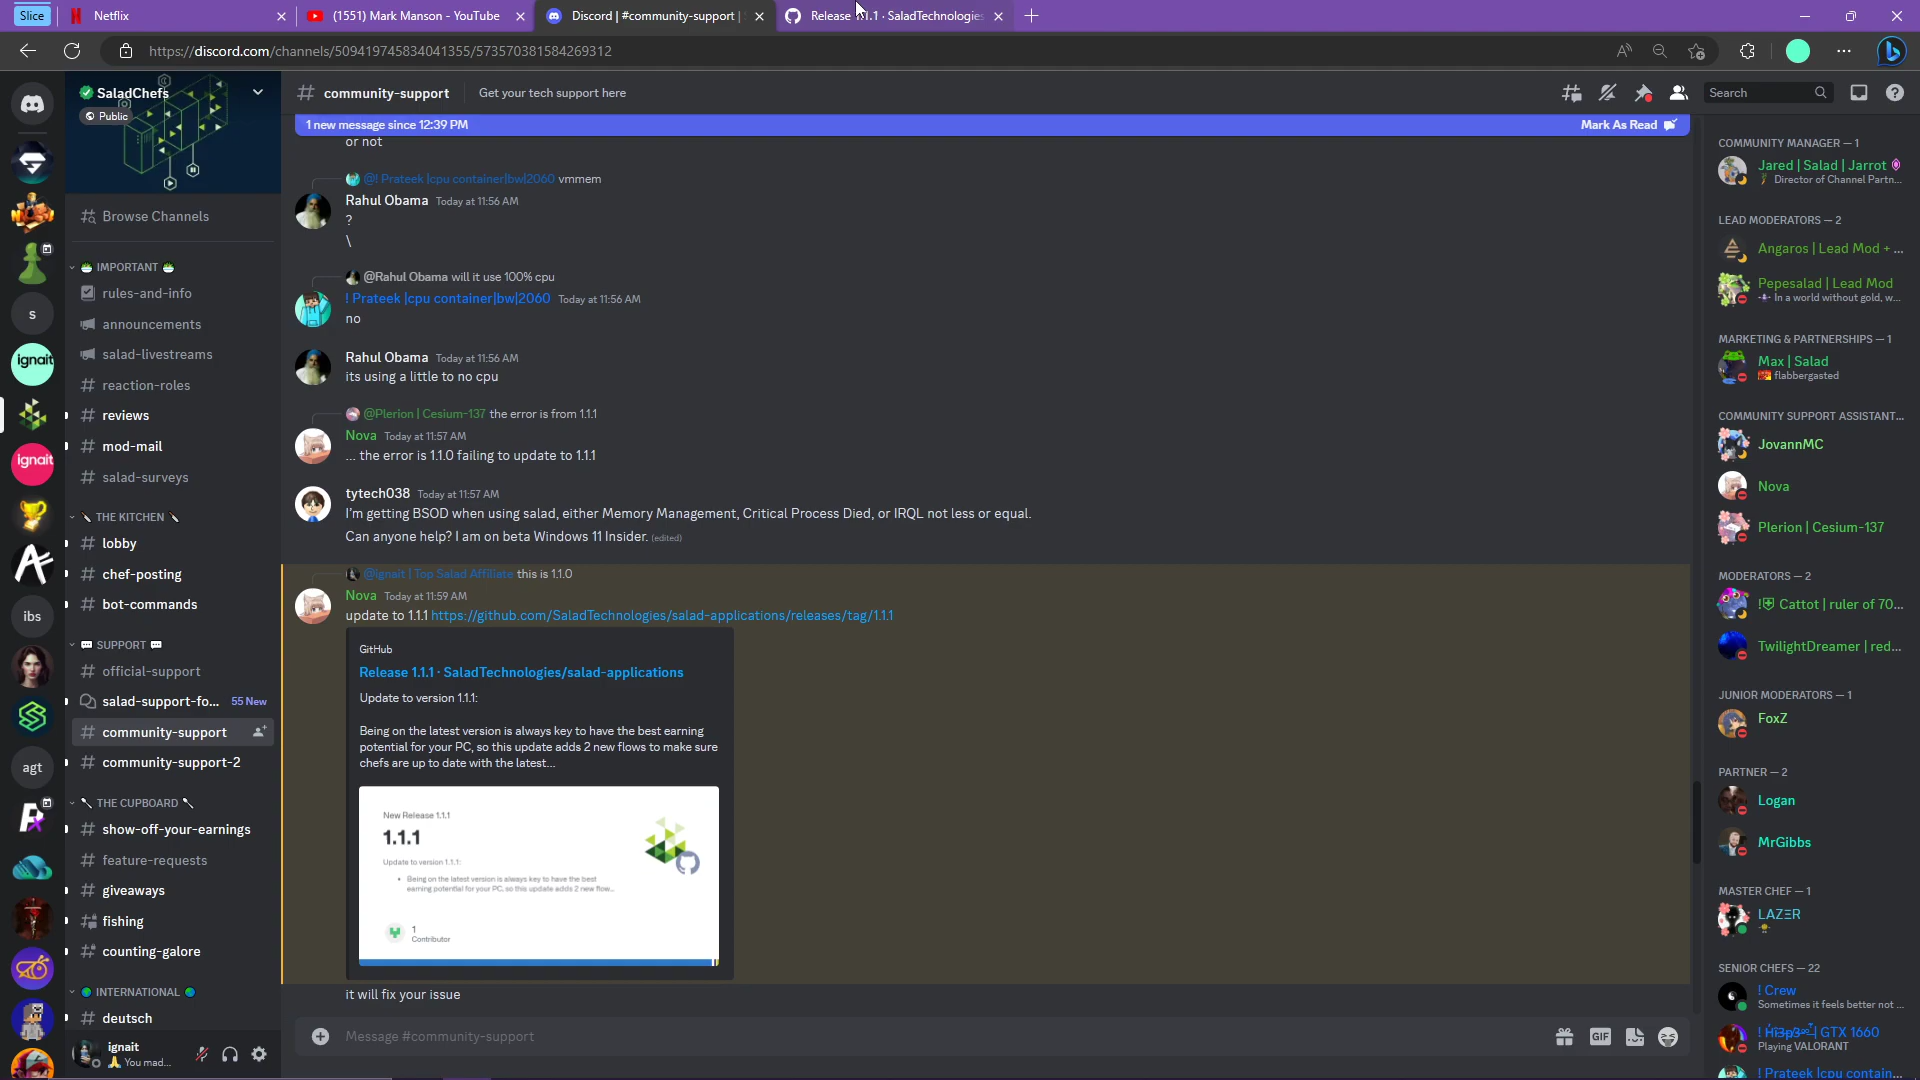 Slice
Netflix
(1551) Mark Manson - YouTube
Discord | #community-support |
Release 1.1.1 · SaladTechnologies
https://discord.com/channels/509419745834041355/573570381584269312
SaladChefs
Public
Browse Channels
IMPORTANT
rules-and-info
announcements
salad-livestreams
reaction-roles
reviews
mod-mail
salad-surveys
THE KITCHEN
lobby
chef-posting
bot-commands
SUPPORT
official-support
salad-support-fo... 55 New
community-support
community-support-2
THE CUPBOARD
show-off-your-earnings
feature-requests
giveaways
fishing
counting-galore
INTERNATIONAL
deutsch
ignait
You mad...
s
ignait
ignait
ibs
agt
community-support
Get your tech support here
Search
1 new message since 12:39 PM
Mark As Read
or not
@! Prateek |cpu container|bw|2060 vmmem
Rahul Obama Today at 11:56 AM
?
\
@Rahul Obama will it use 100% cpu
! Prateek |cpu container|bw|2060 Today at 11:56 AM
no
Rahul Obama Today at 11:56 AM
its using a little to no cpu
@Plerion | Cesium-137 the error is from 1.1.1
Nova Today at 11:57 AM
... the error is 1.1.0 failing to update to 1.1.1
tytech038 Today at 11:57 AM
I'm getting BSOD when using salad, either Memory Management, Critical Process Died, or IRQL not less or equal.
Can anyone help? I am on beta Windows 11 Insider. (edited)
@Ignait | Top Salad Affiliate this is 1.1.0
Nova Today at 11:59 AM
update to 1.1.1 https://github.com/SaladTechnologies/salad-applications/releases/tag/1.1.1
GitHub
Release 1.1.1 · SaladTechnologies/salad-applications
Update to version 1.1.1:
Being on the latest version is always key to have the best earning
potential for your PC, so this update adds 2 new flows to make sure
chefs are up to date with the latest...
New Release 1.1.1
1.1.1
Update to version 1.1.1:
Being on the latest version is always key to have the best
earning potential for your PC, so this update adds 2 new flow...
1
Contributor
it will fix your issue
Message #community-support
GIF
COMMUNITY MANAGER — 1
Jared | Salad | Jarrot
Director of Channel Partn...
LEAD MODERATORS — 2
Angaros | Lead Mod + ...
Pepesalad | Lead Mod
In a world without gold, w...
MARKETING & PARTNERSHIPS — 1
Max | Salad
flabbergasted
COMMUNITY SUPPORT ASSISTANT...
JovannMC
Nova
Plerion | Cesium-137
MODERATORS — 2
Cattot | ruler of 70...
TwilightDreamer | red...
JUNIOR MODERATORS — 1
FoxZ
PARTNER — 2
Logan
MrGibbs
MASTER CHEF — 1
LAZΞR
SENIOR CHEFS — 22
! Crew
Sometimes it feels better not ...
| GTX 1660
Playing VALORANT
! Prateek |cpu contain...